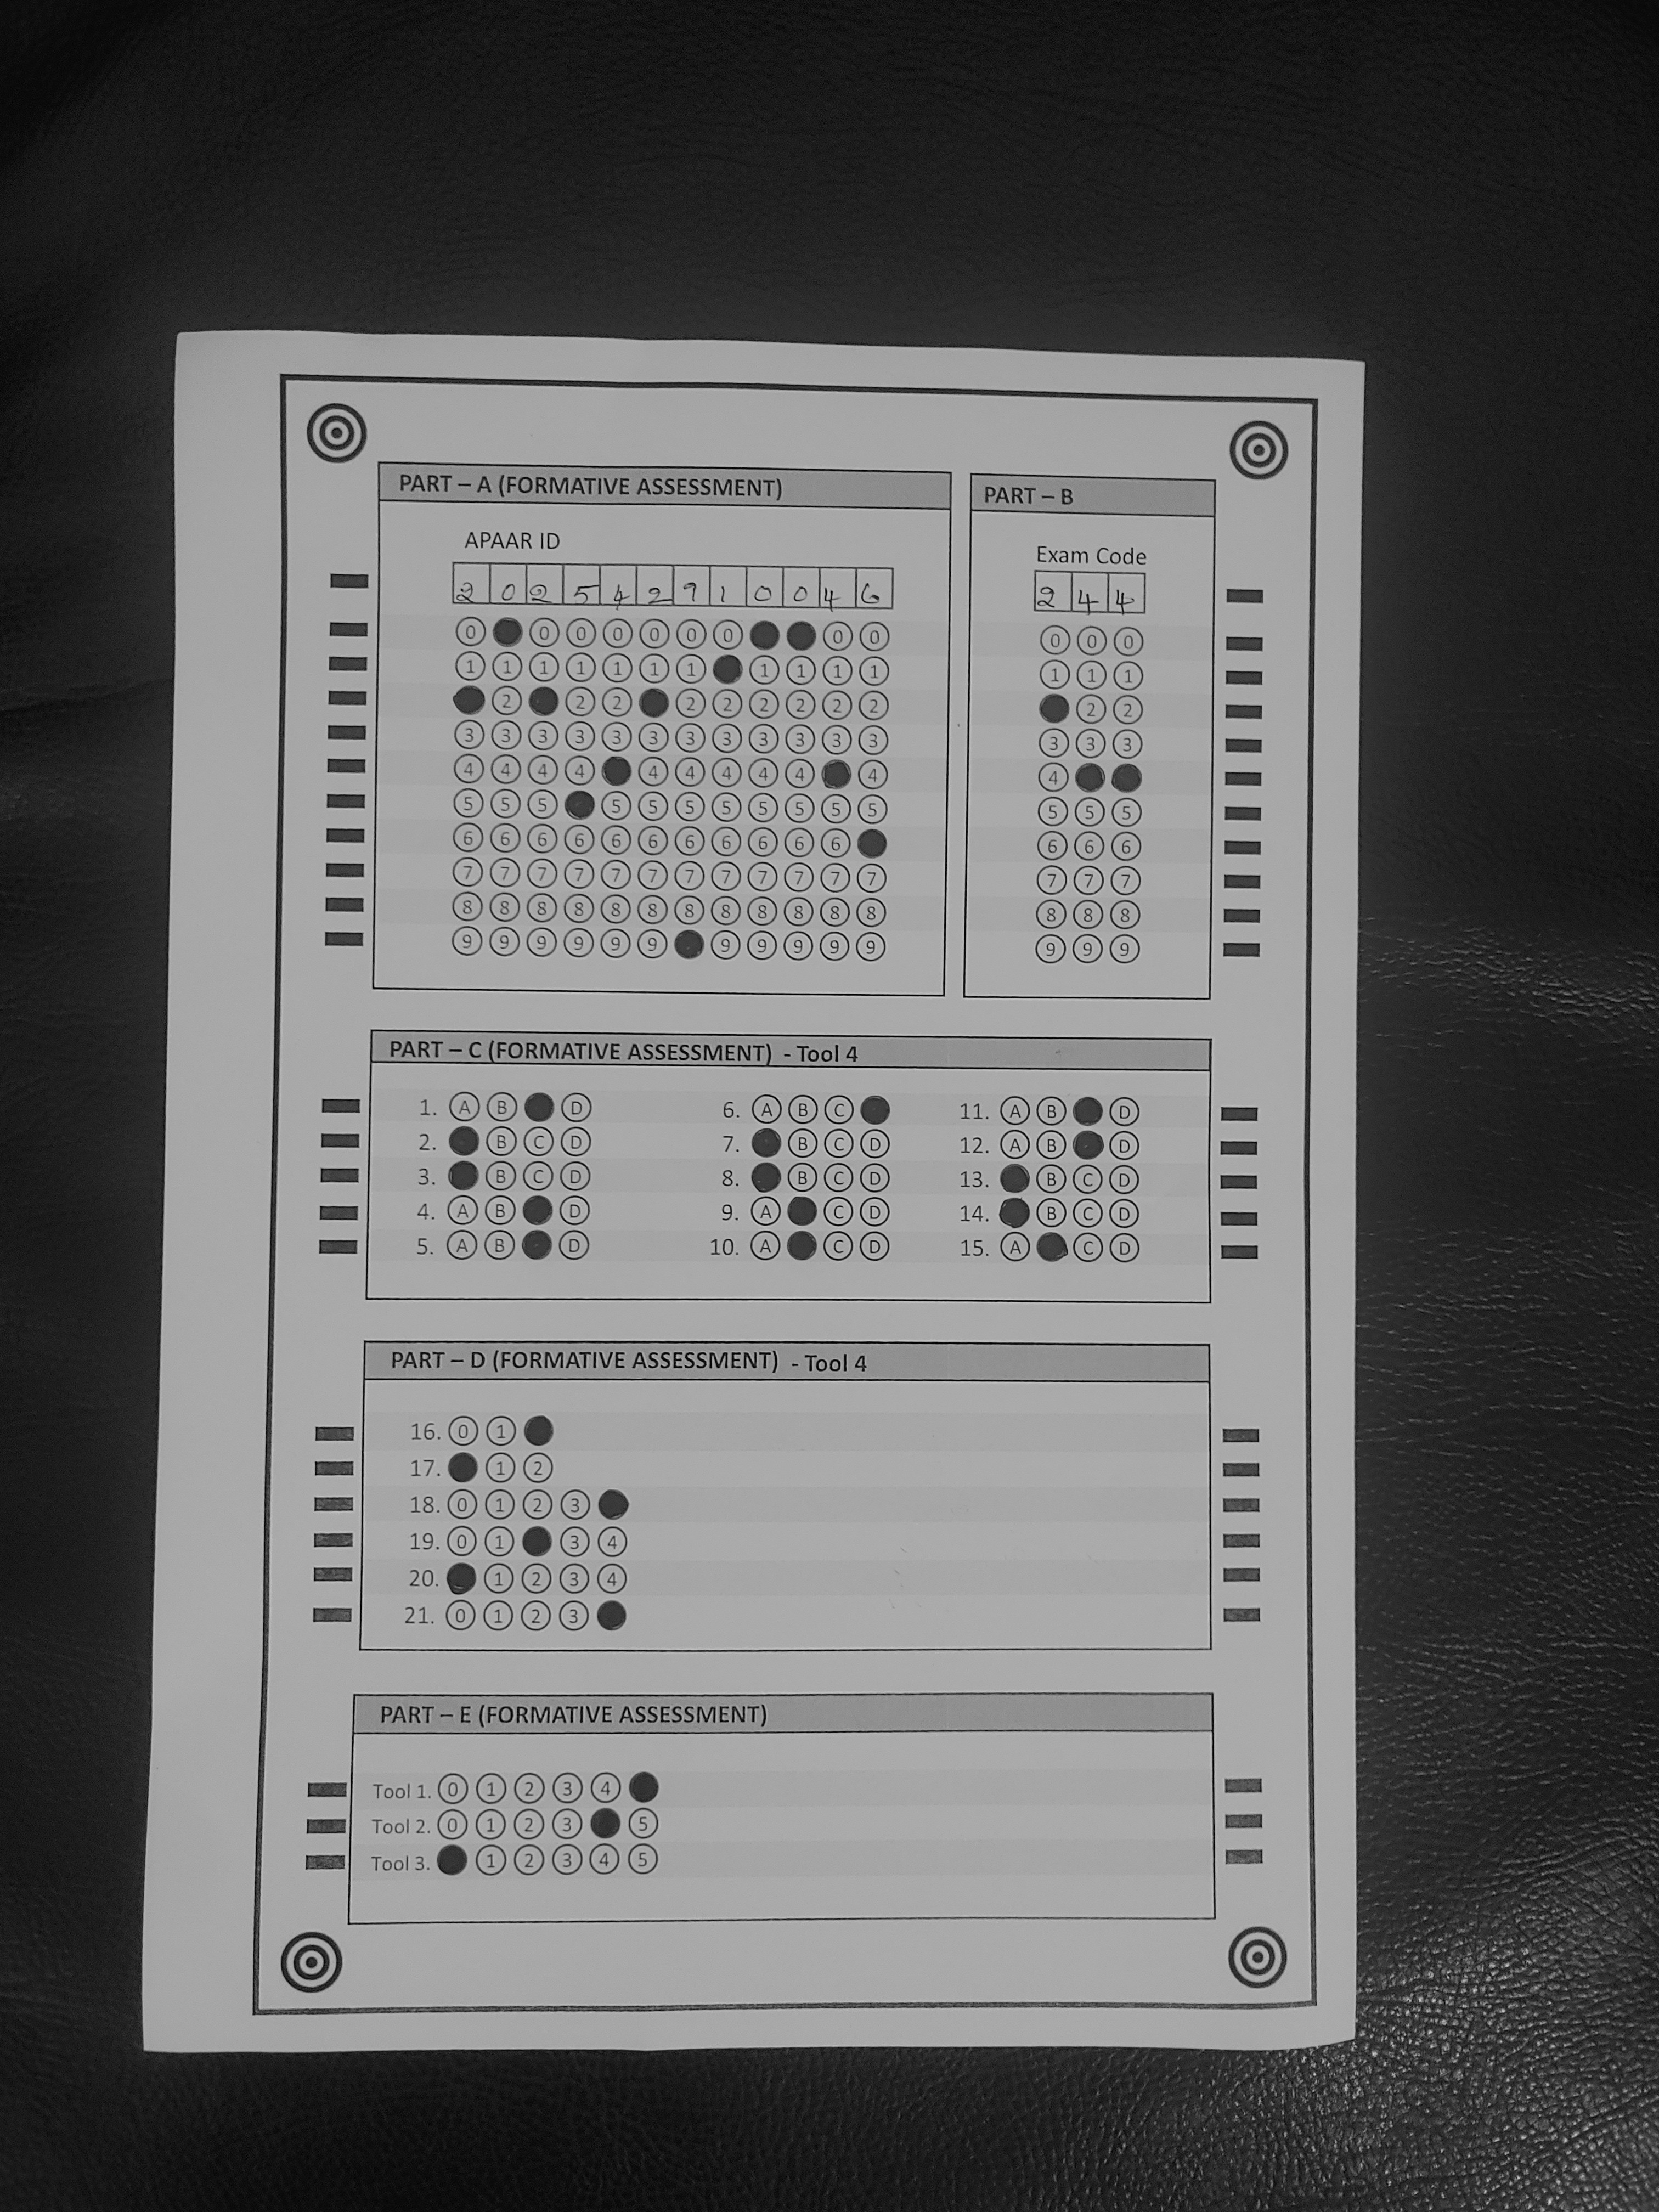 PART – A (FORMATIVE ASSESSMENT)
APAAR ID
2 0 2 5 4 2 9 1 0 0 4 6
0 0 0 0 0 0 0 0 0
1 1 1 1 1 1 1 1 1 1 1
2 2 2 2 2 2 2 2 2
3 3 3 3 3 3 3 3 3 3 3 3
4 4 4 4 4 4 4 4 4 4
5 5 5 5 5 5 5 5 5 5 5
6 6 6 6 6 6 6 6 6 6 6
7 7 7 7 7 7 7 7 7 7 7 7
8 8 8 8 8 8 8 8 8 8 8 8
9 9 9 9 9 9 9 9 9 9 9
PART – B
Exam Code
2 4 4
0 0 0
1 1 1
2 2
3 3 3
4
5 5 5
6 6 6
7 7 7
8 8 8
9 9 9
PART – C (FORMATIVE ASSESSMENT) - Tool 4
1. A B D
2. B C D
3. B C D
4. A B D
5. A B D
6. A B C
7. B C D
8. B C D
9. A C D
10. A C D
11. A B D
12. A B D
13. B C D
14. B C D
15. A C D
PART – D (FORMATIVE ASSESSMENT) - Tool 4
16. 0 1
17. 1 2
18. 0 1 2 3
19. 0 1 3 4
20. 1 2 3 4
21. 0 1 2 3
PART – E (FORMATIVE ASSESSMENT)
Tool 1. 0 1 2 3 4
Tool 2. 0 1 2 3 5
Tool 3. 1 2 3 4 5